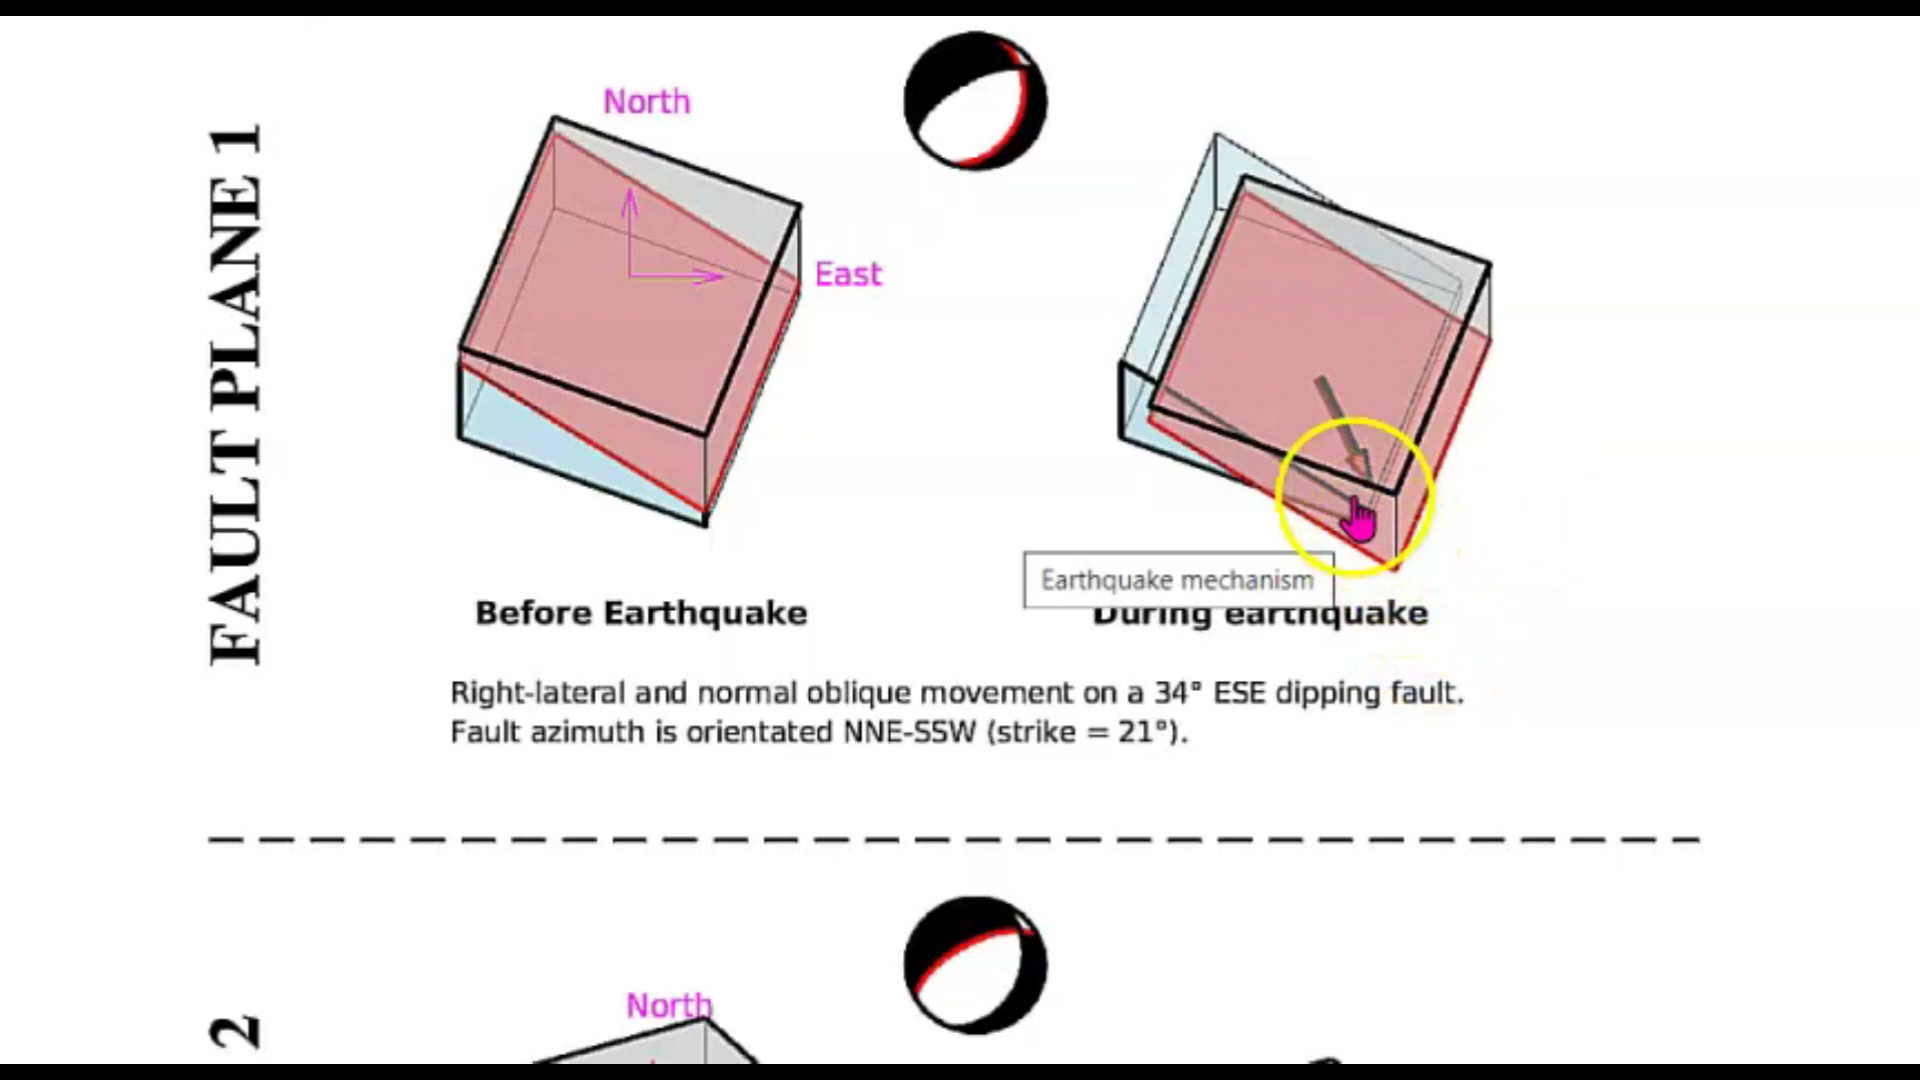 FAULT PLANE 1
North
East
Earthquake mechanism
Before Earthquake
During earthquake
Right-lateral and normal oblique movement on a 34° ESE dipping fault.
Fault azimuth is orientated NNE-SSW (strike = 21°).
2
North